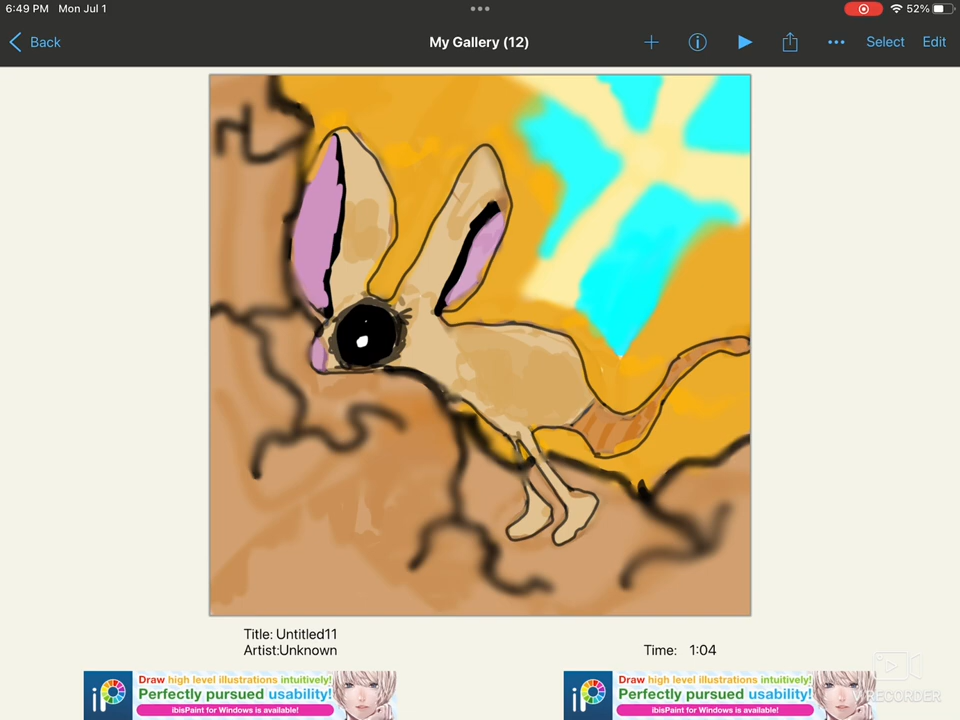 6:49 PM Mon Jul 1
52%
Back
My Gallery (12)
Select
Edit
Title: Untitled11
Artist:Unknown
Time: 1:04
Draw high level illustrations intuitively!
Perfectly pursued usability!
ibisPaint for Windows is available!
Draw high level illustrations intuitively!
Perfectly pursued usability!
ibisPaint for Windows is available!
RECORDER